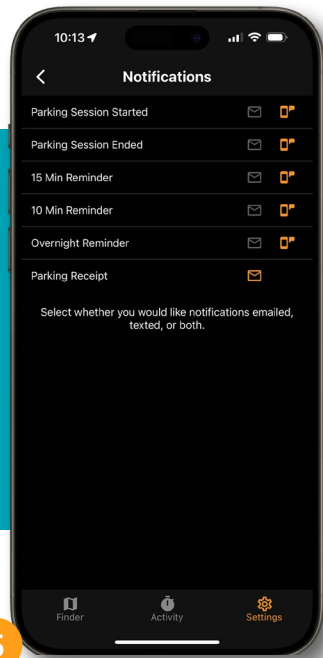 10:13
Notifications
Parking Session Started
Parking Session Ended
15 Min Reminder
10 Min Reminder
Overnight Reminder
Parking Receipt
Select whether you would like notifications emailed,
texted, or both.
Finder
Activity
Settings